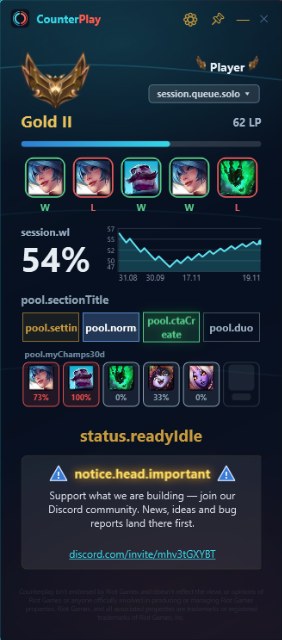 CounterPlay
Player
session.queue.solo
Gold II
62 LP
W L W W L
session.wl
54%
57
55
52
50
47
31.08 30.09 17.11 19.11
pool.sectionTitle
pool.settin
pool.norm
pool.ctaCr
eate
pool.duo
pool.myChamps30d
73% 100% 0% 33% 0%
status.readyIdle
notice.head.important
Support what we are building — join our
Discord community. News, ideas and bug
reports land there first.
discord.com/invite/mhv3tGXYBT